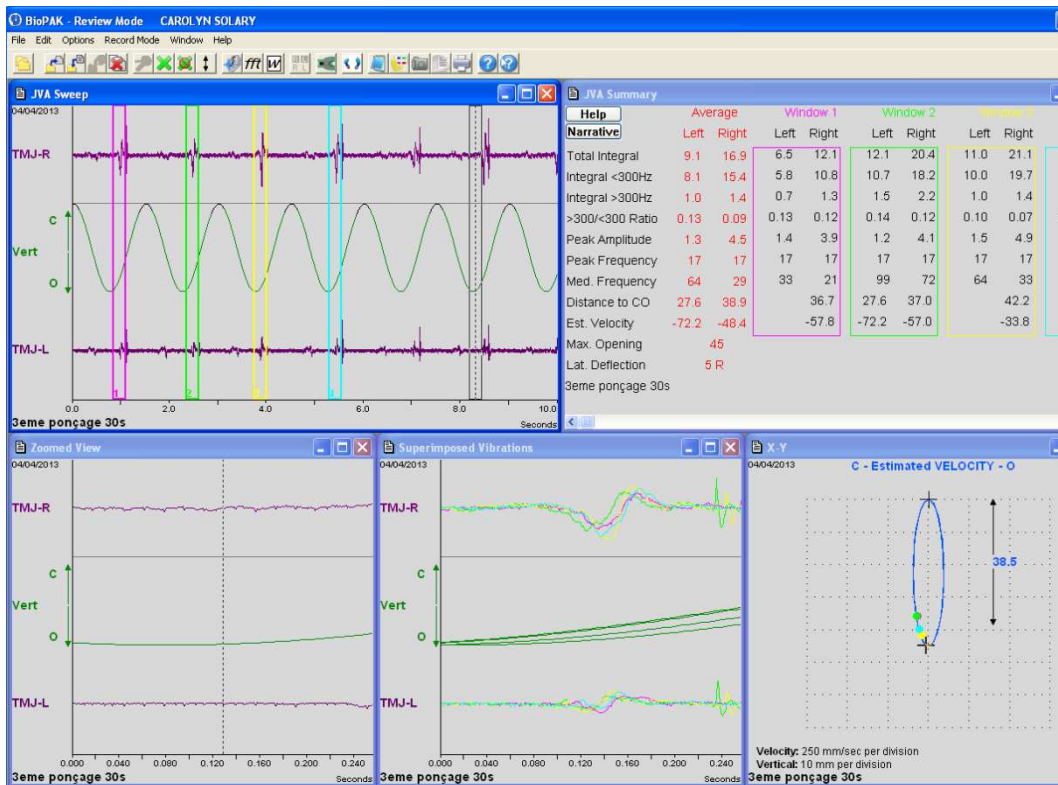 BioPAK - Review Mode CAROLYN SOLARY
File Edit Options Record Mode Window Help
fft W
JVA Sweep
04/04/2013
TMJ-R
C
Vert
O
TMJ-L
1 2 3 4
0.0 2.0 4.0 6.0 8.0 10.0
Seconds
3eme ponçage 30s
JVA Summary
Help Average Window 1 Window 2 Window 3
Narrative Left Right Left Right Left Right Left Right
Total Integral 9.1 16.9 6.5 12.1 12.1 20.4 11.0 21.1
Integral <300Hz 8.1 15.4 5.8 10.8 10.7 18.2 10.0 19.7
Integral >300Hz 1.0 1.4 0.7 1.3 1.5 2.2 1.0 1.4
>300/<300 Ratio 0.13 0.09 0.13 0.12 0.14 0.12 0.10 0.07
Peak Amplitude 1.3 4.5 1.4 3.9 1.2 4.1 1.5 4.9
Peak Frequency 17 17 17 17 17 17 17 17
Med. Frequency 64 29 33 21 99 72 64 33
Distance to CO 27.6 38.9 36.7 27.6 37.0 42.2
Est. Velocity -72.2 -48.4 -57.8 -72.2 -57.0 -33.8
Max. Opening 45
Lat. Deflection 5 R
3eme ponçage 30s
Zoomed View
04/04/2013
TMJ-R
C
Vert
O
TMJ-L
0.000 0.040 0.080 0.120 0.160 0.200 0.240
Seconds
3eme ponçage 30s
Superimposed Vibrations
04/04/2013
TMJ-R
C
Vert
O
TMJ-L
0.000 0.040 0.080 0.120 0.160 0.200 0.240
Seconds
3eme ponçage 30s
X-Y
04/04/2013
C - Estimated VELOCITY - O
38.5
Velocity: 250 mm/sec per division
Vertical: 10 mm per division
3eme ponçage 30s